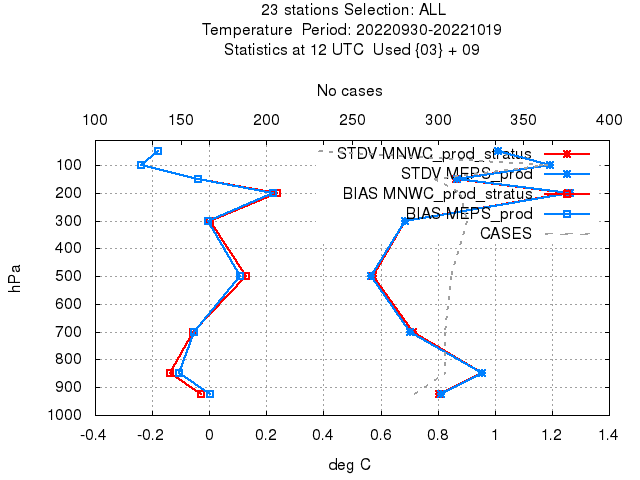 23 stations Selection: ALL
Temperature Period: 20220930-20221019
Statistics at 12 UTC Used {03} + 09
No cases
100 150 200 250 300 350 400
STDV MNWC_prod_stratus
STDV MEPS_prod
BIAS MNWC_prod_stratus
BIAS MEPS_prod
CASES
hPa
100
200
300
400
500
600
700
800
900
1000
-0.4 -0.2 0 0.2 0.4 0.6 0.8 1 1.2 1.4
deg C